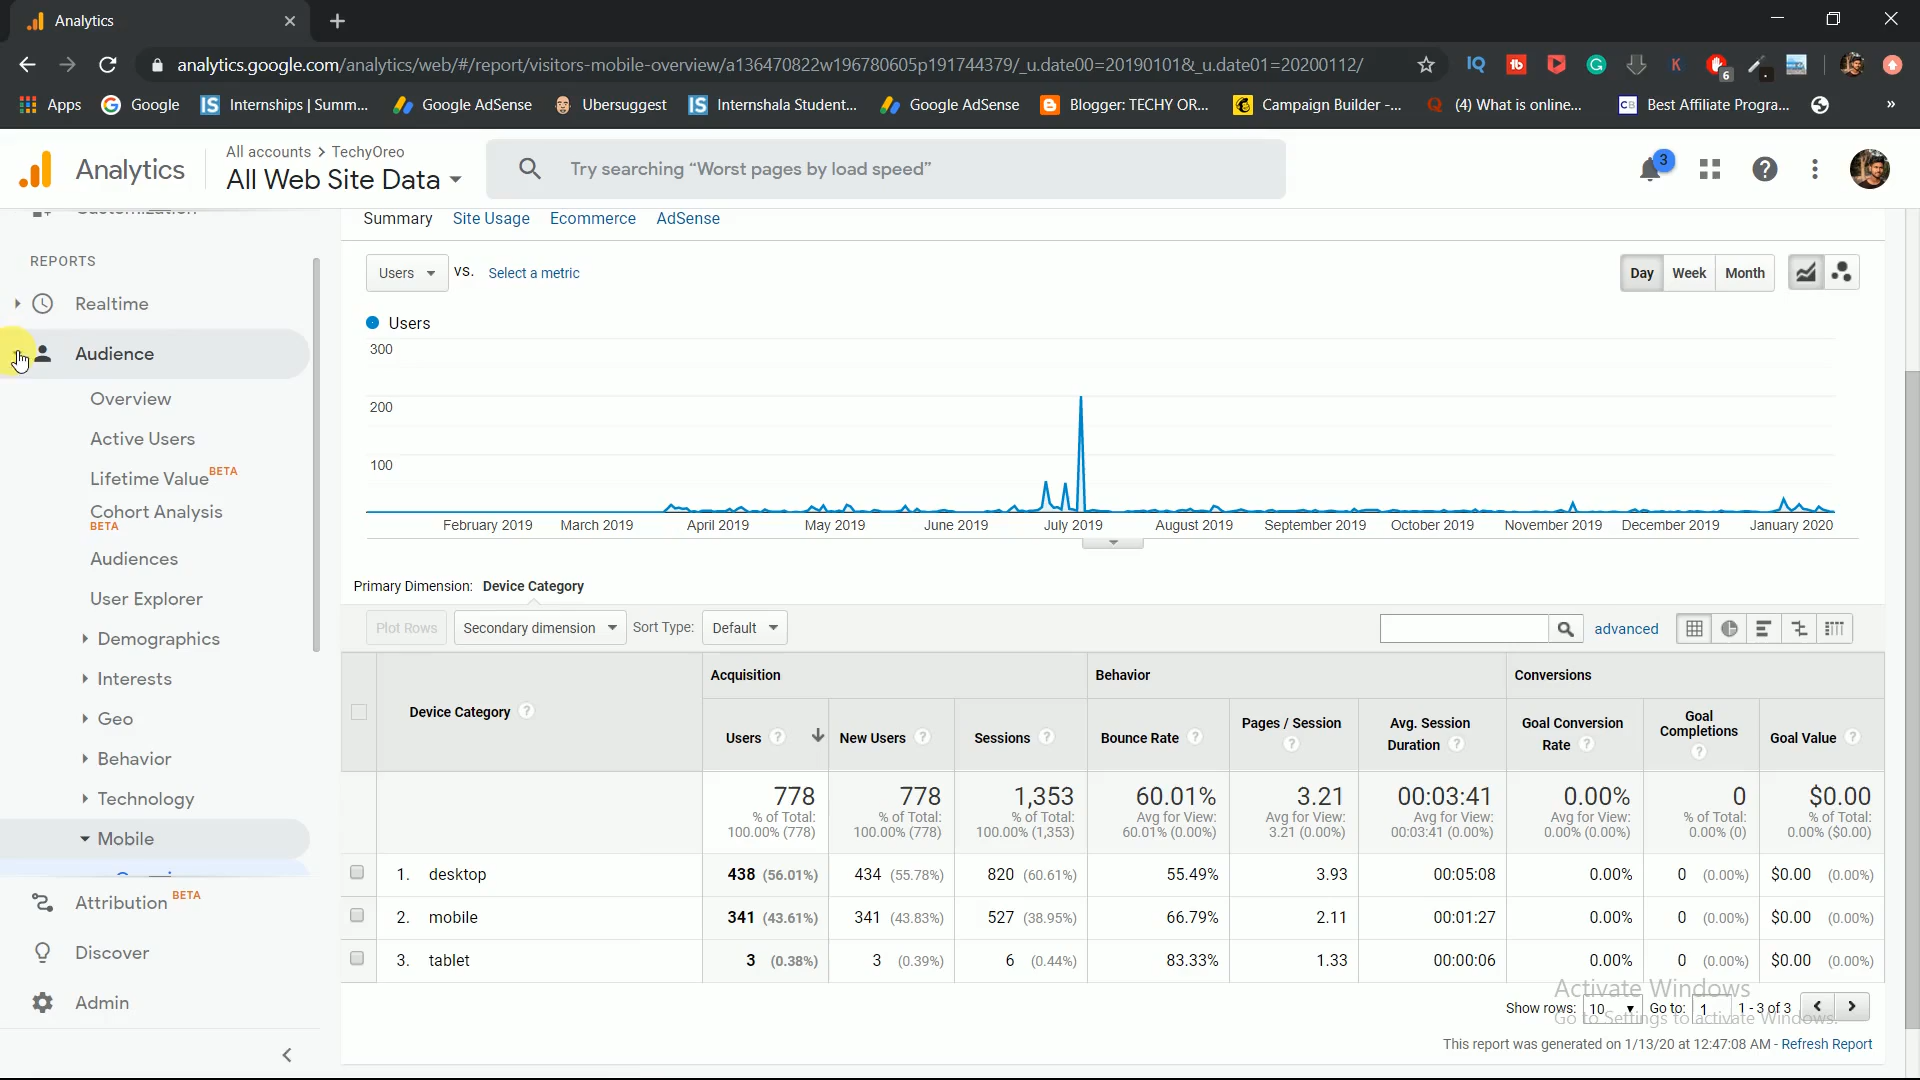 Analytics
analytics.google.com/analytics/web/#/report/visitors-mobile-overview/a136470822w196780605p191744379/_u.date00=20190101&_u.date01=20200112/
6
Apps Google Internships | Summ... Google AdSense Ubersuggest Internshala Student... Google AdSense Blogger: TECHY OR... Campaign Builder -... (4) What is online... Best Affiliate Progra... »
Analytics
All accounts > TechyOreo
All Web Site Data
Try searching “Worst pages by load speed”
3
Customization
REPORTS
Realtime
Audience
Overview
Active Users
Lifetime Value BETA
Cohort Analysis
BETA
Audiences
User Explorer
Demographics
Interests
Geo
Behavior
Technology
Mobile
Attribution BETA
Discover
Admin
Summary Site Usage Ecommerce AdSense
Users VS. Select a metric
Day Week Month
Users
300
200
100
February 2019 March 2019 April 2019 May 2019 June 2019 July 2019 August 2019 September 2019 October 2019 November 2019 December 2019 January 2020
Primary Dimension: Device Category
Plot Rows Secondary dimension Sort Type: Default advanced
Acquisition Behavior Conversions
Device Category ?
Users ? New Users ? Sessions ? Bounce Rate ? Pages / Session ? Avg. Session Duration ? Goal Conversion Rate ? Goal Completions ? Goal Value ?
778 778 1,353 60.01% 3.21 00:03:41 0.00% 0 $0.00
% of Total: % of Total: % of Total: Avg for View: Avg for View: Avg for View: Avg for View: % of Total: % of Total:
100.00% (778) 100.00% (778) 100.00% (1,353) 60.01% (0.00%) 3.21 (0.00%) 00:03:41 (0.00%) 0.00% (0.00%) 0.00% (0) 0.00% ($0.00)
1. desktop 438 (56.01%) 434 (55.78%) 820 (60.61%) 55.49% 3.93 00:05:08 0.00% 0 (0.00%) $0.00 (0.00%)
2. mobile 341 (43.61%) 341 (43.83%) 527 (38.95%) 66.79% 2.11 00:01:27 0.00% 0 (0.00%) $0.00 (0.00%)
3. tablet 3 (0.38%) 3 (0.39%) 6 (0.44%) 83.33% 1.33 00:00:06 0.00% 0 (0.00%) $0.00 (0.00%)
Activate Windows
Show rows: 10 Go to: 1 1 - 3 of 3
Go to Settings to activate Windows.
This report was generated on 1/13/20 at 12:47:08 AM - Refresh Report